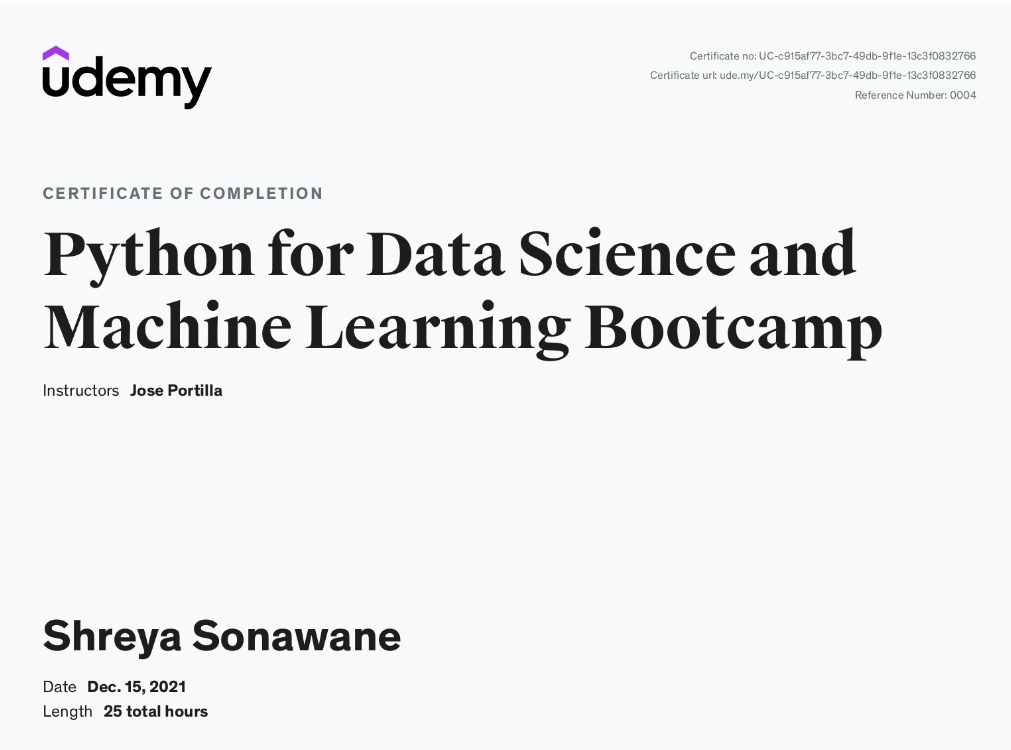 udemy
Certificate no: UC-c915af77-3bc7-49db-9f1e-13c3f0832766
Certificate url: ude.my/UC-c915af77-3bc7-49db-9f1e-13c3f0832766
Reference Number: 0004
CERTIFICATE OF COMPLETION
Python for Data Science and
Machine Learning Bootcamp
Instructors Jose Portilla
Shreya Sonawane
Date Dec. 15, 2021
Length 25 total hours